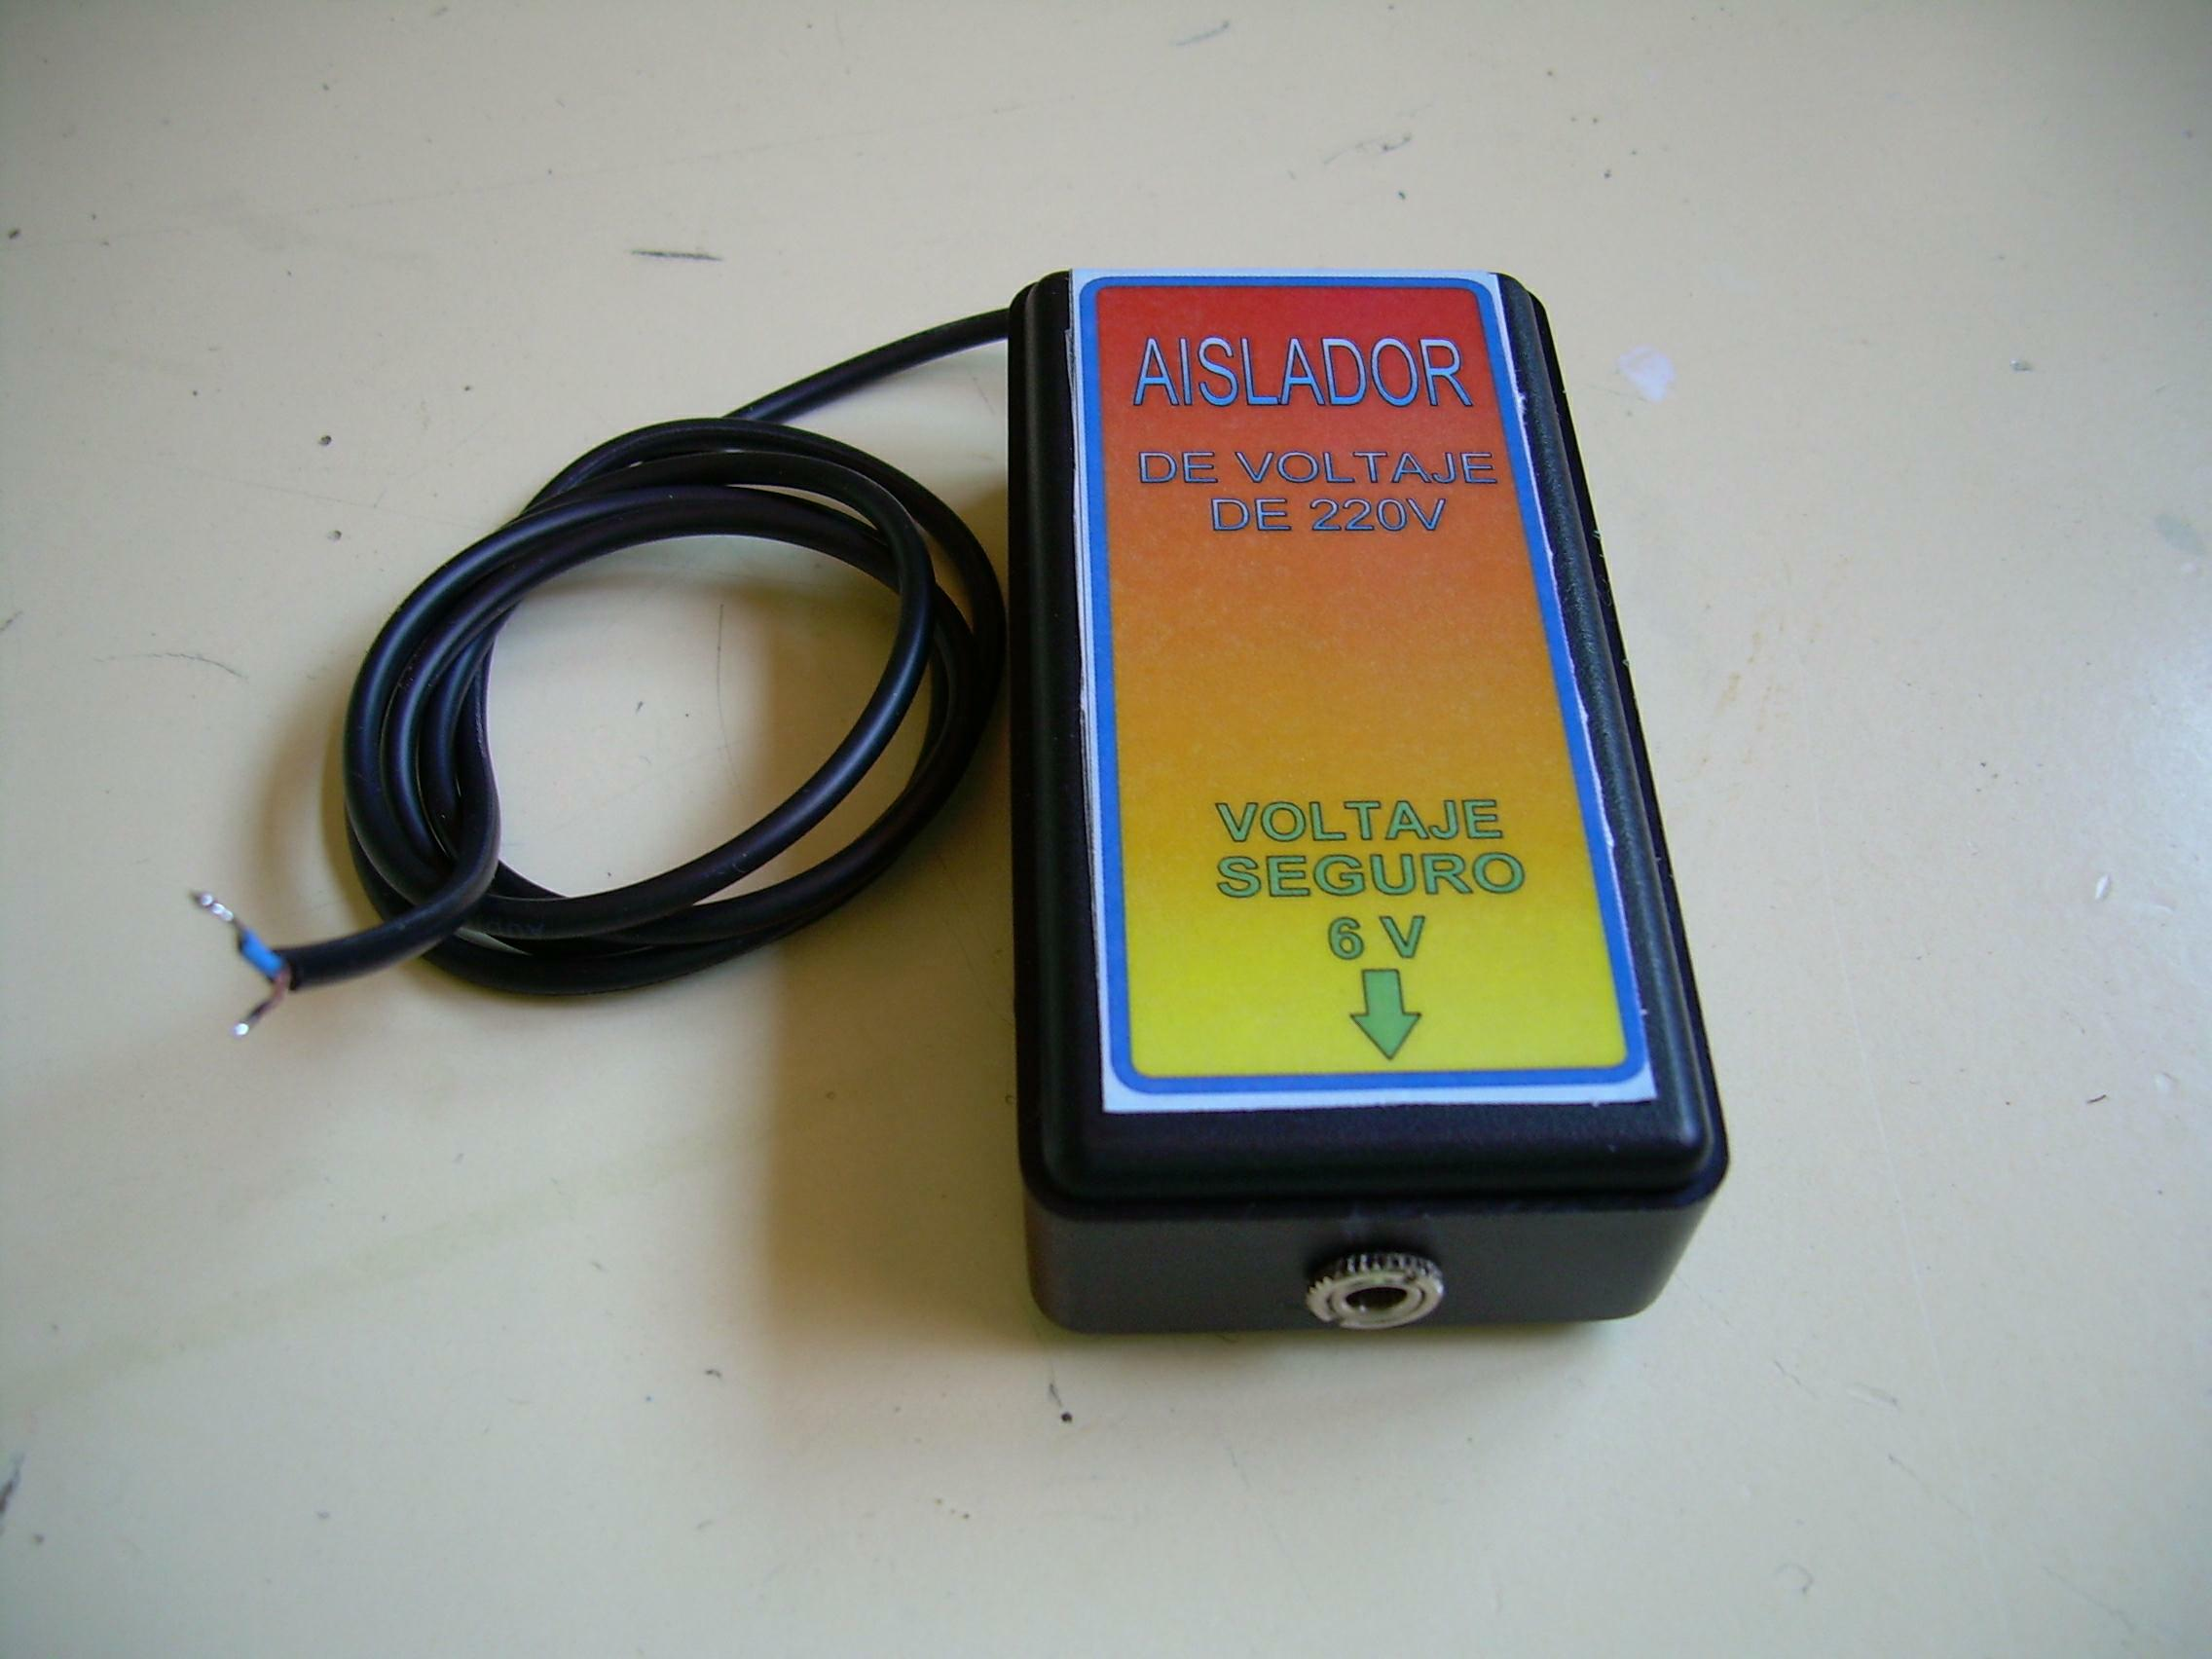 AISLADOR
DE VOLTAJE
DE 220V
VOLTAJE
SEGURO
6 V